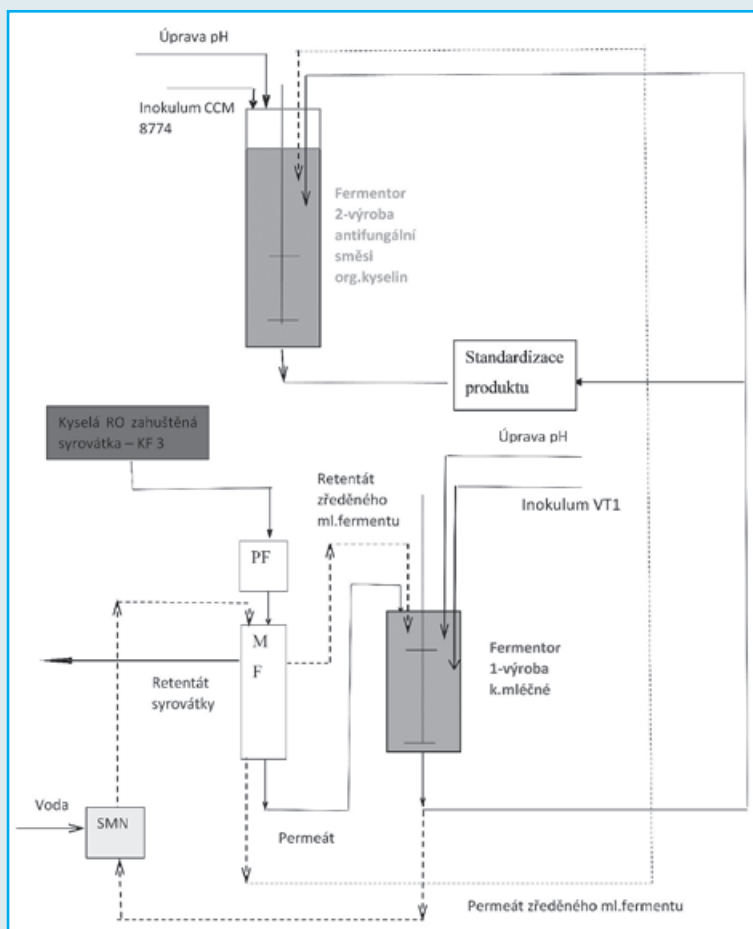 Úprava pH
Inokulum CCM
8774
Fermentor
2-výroba
antifungální
směsi
org.kyselin
Standardizace
produktu
Kyselá RO zahuštěná
syrovátka – KF 3
Úprava pH
Retentát
zředěného
ml.fermentu
Inokulum VT1
PF
M
F
Fermentor
1-výroba
k.mléčné
Retentát
syrovátky
Voda
SMN
Permeát
Permeát zředěného ml.fermentu